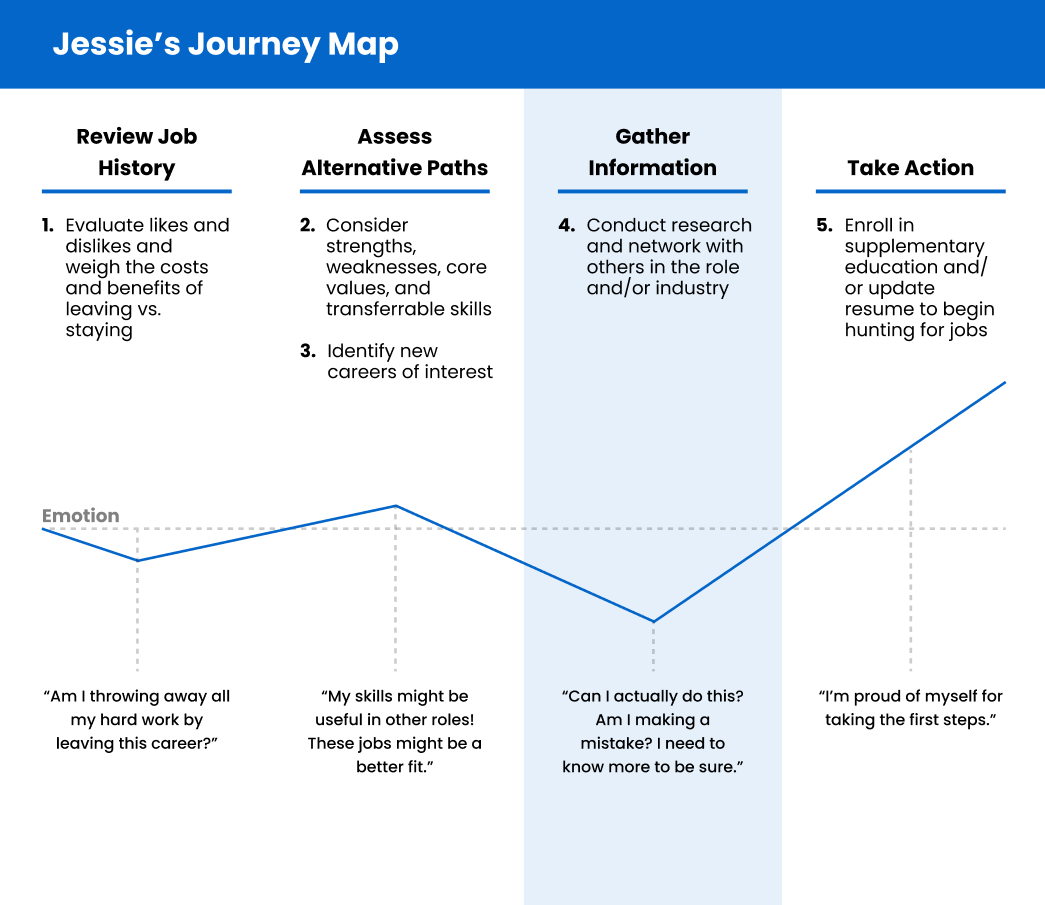 Jessie’s Journey Map
Review Job
History
1. Evaluate likes and
dislikes and
weigh the costs
and benefits of
leaving vs.
staying
Assess
Alternative Paths
2. Consider
strengths,
weaknesses, core
values, and
transferrable skills
3. Identify new
careers of interest
Gather
Information
4. Conduct research
and network with
others in the role
and/or industry
Take Action
5. Enroll in
supplementary
education and/
or update
resume to begin
hunting for jobs
Emotion
“Am I throwing away all
my hard work by
leaving this career?”
“My skills might be
useful in other roles!
These jobs might be a
better fit.”
“Can I actually do this?
Am I making a
mistake? I need to
know more to be sure.”
“I’m proud of myself for
taking the first steps.”